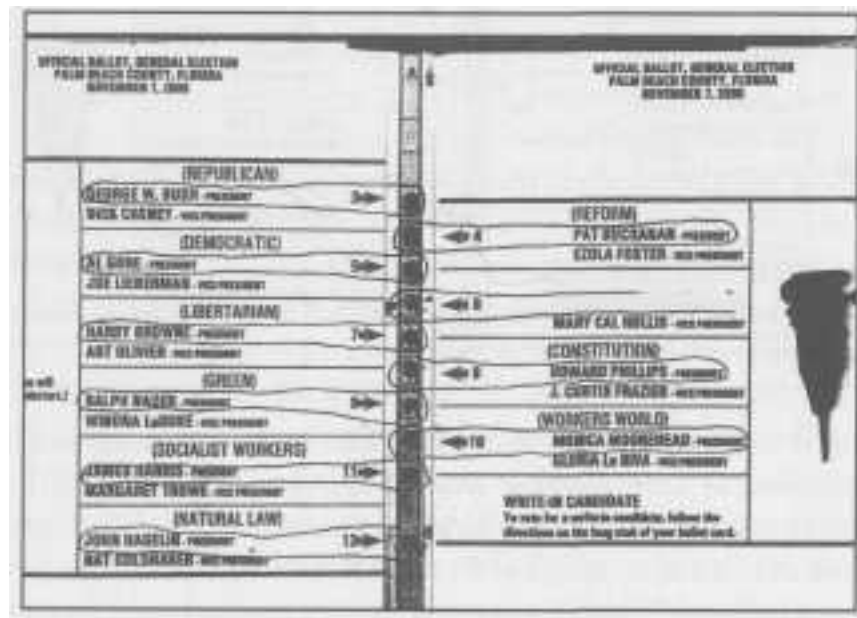 OFFICIAL BALLOT, GENERAL ELECTION
PALM BEACH COUNTY, FLORIDA
NOVEMBER 7, 2000
(REPUBLICAN)
GEORGE W. BUSH - PRESIDENT
DICK CHENEY - VICE PRESIDENT
3
(DEMOCRATIC)
AL GORE - PRESIDENT
JOE LIEBERMAN - VICE PRESIDENT
5
(LIBERTARIAN)
HARRY BROWNE - PRESIDENT
ART OLIVIER - VICE PRESIDENT
7
(GREEN)
RALPH NADER - PRESIDENT
WINONA LaDUKE - VICE PRESIDENT
9
(SOCIALIST WORKERS)
JAMES HARRIS - PRESIDENT
MARGARET TROWE - VICE PRESIDENT
11
(NATURAL LAW)
JOHN HAGELIN - PRESIDENT
NAT GOLDHABER - VICE PRESIDENT
13
A
OFFICIAL BALLOT, GENERAL ELECTION
PALM BEACH COUNTY, FLORIDA
NOVEMBER 7, 2000
(REFORM)
4 PAT BUCHANAN - PRESIDENT
EZOLA FOSTER - VICE PRESIDENT
6
MARY CAL HOLLIS - VICE PRESIDENT
(CONSTITUTION)
8 HOWARD PHILLIPS - PRESIDENT
J. CURTIS FRAZIER - VICE PRESIDENT
(WORKERS WORLD)
10 MONICA MOOREHEAD - PRESIDENT
GLORIA La RIVA - VICE PRESIDENT
WRITE-IN CANDIDATE
To vote for a write-in candidate, follow the
directions on the long stub of your ballot card.